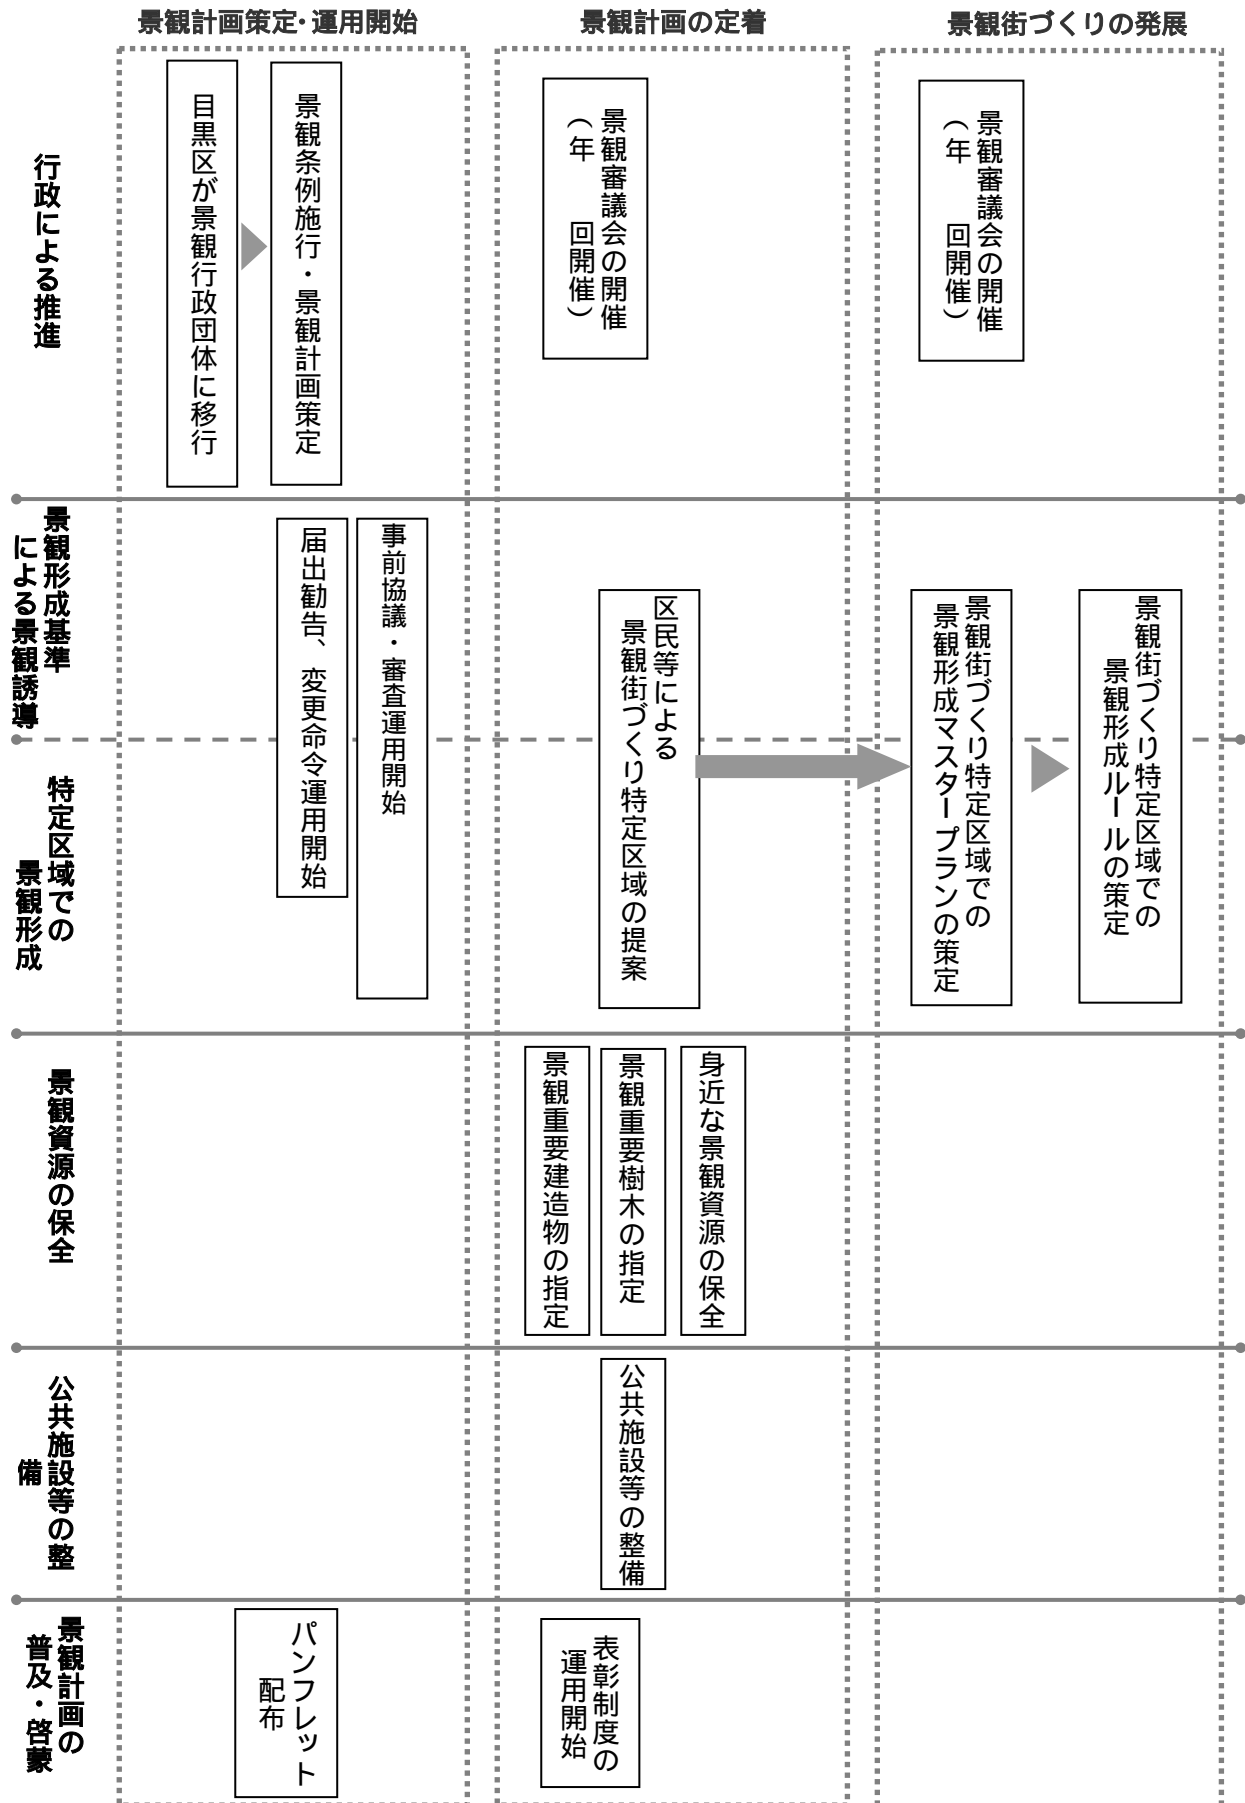 景観計画策定・運用開始
景観計画の定着
景観街づくりの発展
行政による推進
目黒区が景観行政団体に移行
景観条例施行・景観計画策定
景観審議会の開催
（年　　回開催）
景観審議会の開催
（年　　回開催）
景観形成基準
による景観誘導
特定区域での
景観形成
届出勧告、変更命令運用開始
事前協議・審査運用開始
区民等による
景観街づくり特定区域の提案
景観街づくり特定区域での
景観形成マスタープランの策定
景観街づくり特定区域での
景観形成ルールの策定
景観資源の保全
景観重要建造物の指定
景観重要樹木の指定
身近な景観資源の保全
公共施設等の整
備
公共施設等の整備
景観計画の
普及・啓蒙
パンフレット
配布
表彰制度の
運用開始